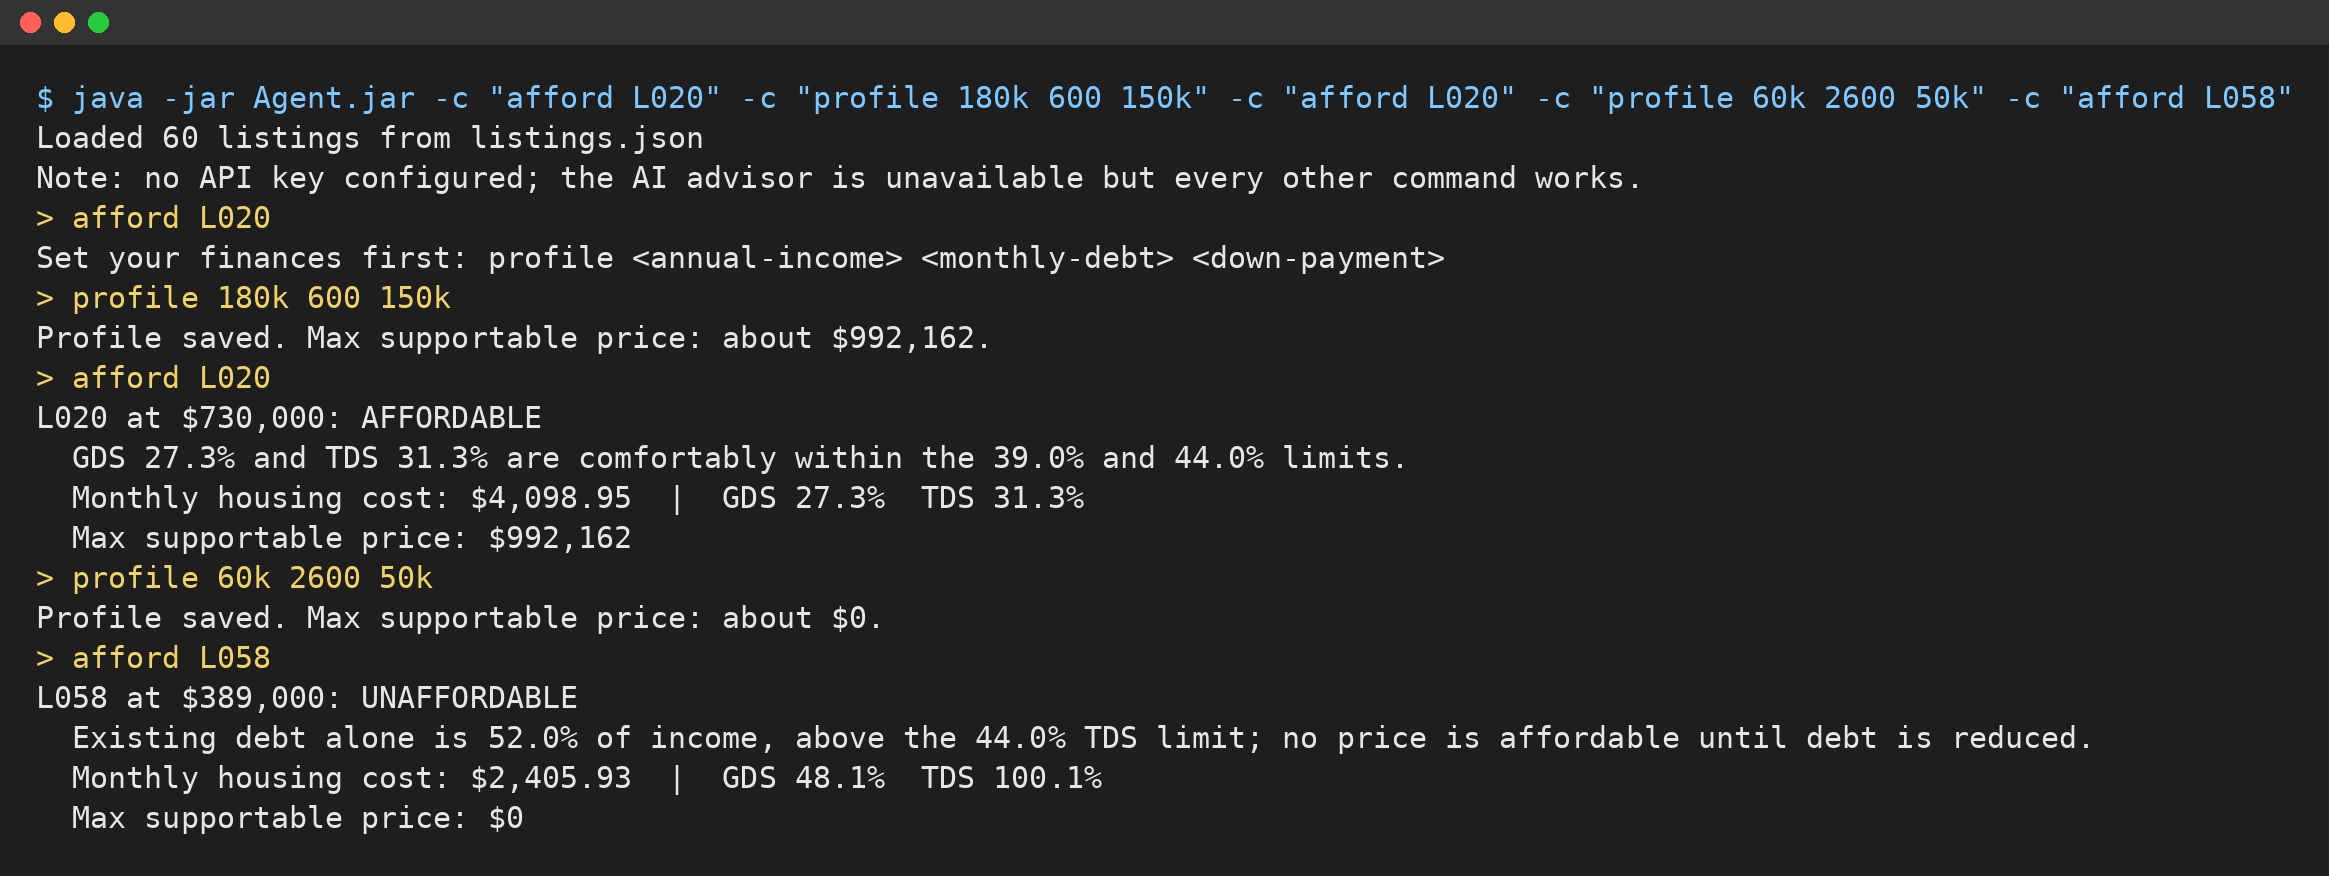 $ java -jar Agent.jar -c "afford L020" -c "profile 180k 600 150k" -c "afford L020" -c "profile 60k 2600 50k" -c "afford L058"
Loaded 60 listings from listings.json
Note: no API key configured; the AI advisor is unavailable but every other command works.
> afford L020
Set your finances first: profile <annual-income> <monthly-debt> <down-payment>
> profile 180k 600 150k
Profile saved. Max supportable price: about $992,162.
> afford L020
L020 at $730,000: AFFORDABLE
  GDS 27.3% and TDS 31.3% are comfortably within the 39.0% and 44.0% limits.
  Monthly housing cost: $4,098.95  |  GDS 27.3%  TDS 31.3%
  Max supportable price: $992,162
> profile 60k 2600 50k
Profile saved. Max supportable price: about $0.
> afford L058
L058 at $389,000: UNAFFORDABLE
  Existing debt alone is 52.0% of income, above the 44.0% TDS limit; no price is affordable until debt is reduced.
  Monthly housing cost: $2,405.93  |  GDS 48.1%  TDS 100.1%
  Max supportable price: $0